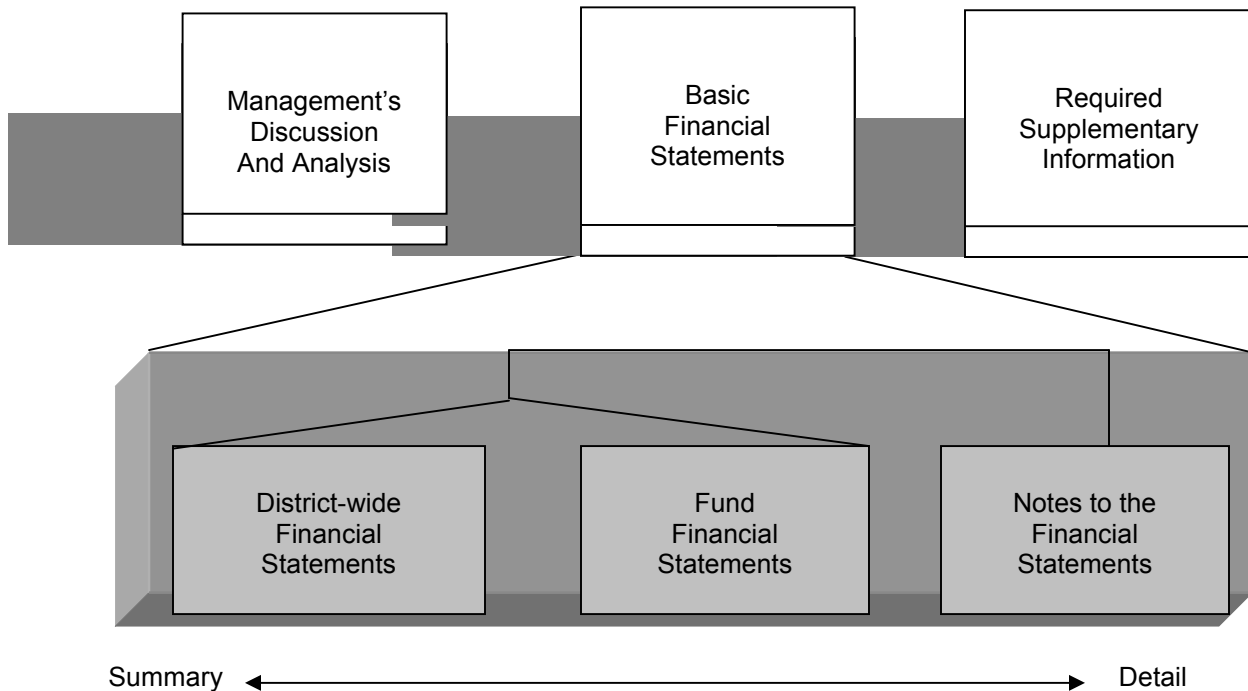 Management’s
Discussion
And Analysis
Basic
Financial
Statements
Required
Supplementary
Information
District-wide
Financial
Statements
Fund
Financial
Statements
Notes to the
Financial
Statements
Summary
Detail